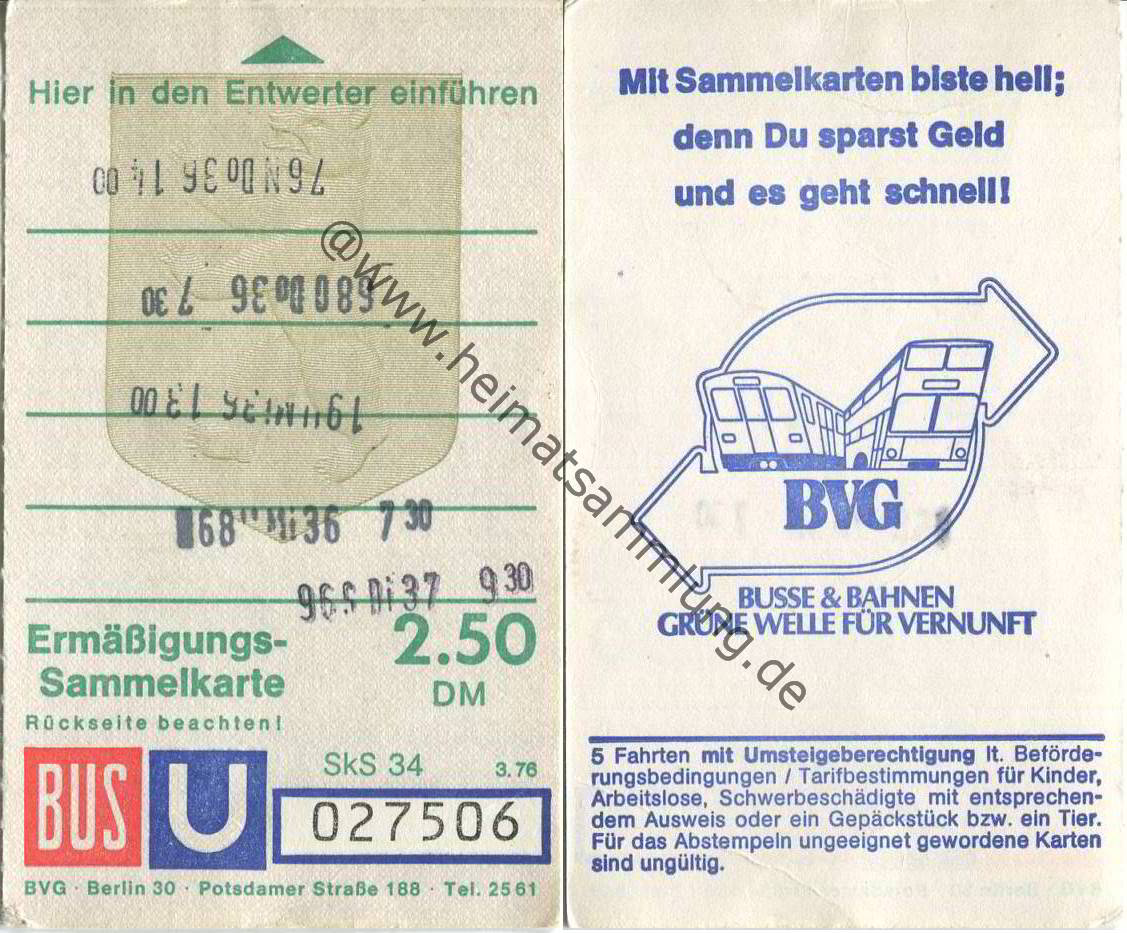 Hier in den Entwerter einführen
76 N Do 36 14 00
680 Do 36 7 30
Mi 36 13 00
68 Mi 36 7 30
Di 37 9 30
Ermäßigungs-
Sammelkarte
2.50
DM
Rückseite beachten!
BUS U
SkS 34 3.76
027506
BVG · Berlin 30 · Potsdamer Straße 188 · Tel. 25 61
Mit Sammelkarten biste hell;
denn Du sparst Geld
und es geht schnell!
BVG
BUSSE & BAHNEN
GRÜNE WELLE FÜR VERNUNFT
5 Fahrten mit Umsteigeberechtigung lt. Beförde-
rungsbedingungen / Tarifbestimmungen für Kinder,
Arbeitslose, Schwerbeschädigte mit entsprechen-
dem Ausweis oder ein Gepäckstück bzw. ein Tier.
Für das Abstempeln ungeeignet gewordene Karten
sind ungültig.
@www.heimatsammlung.de